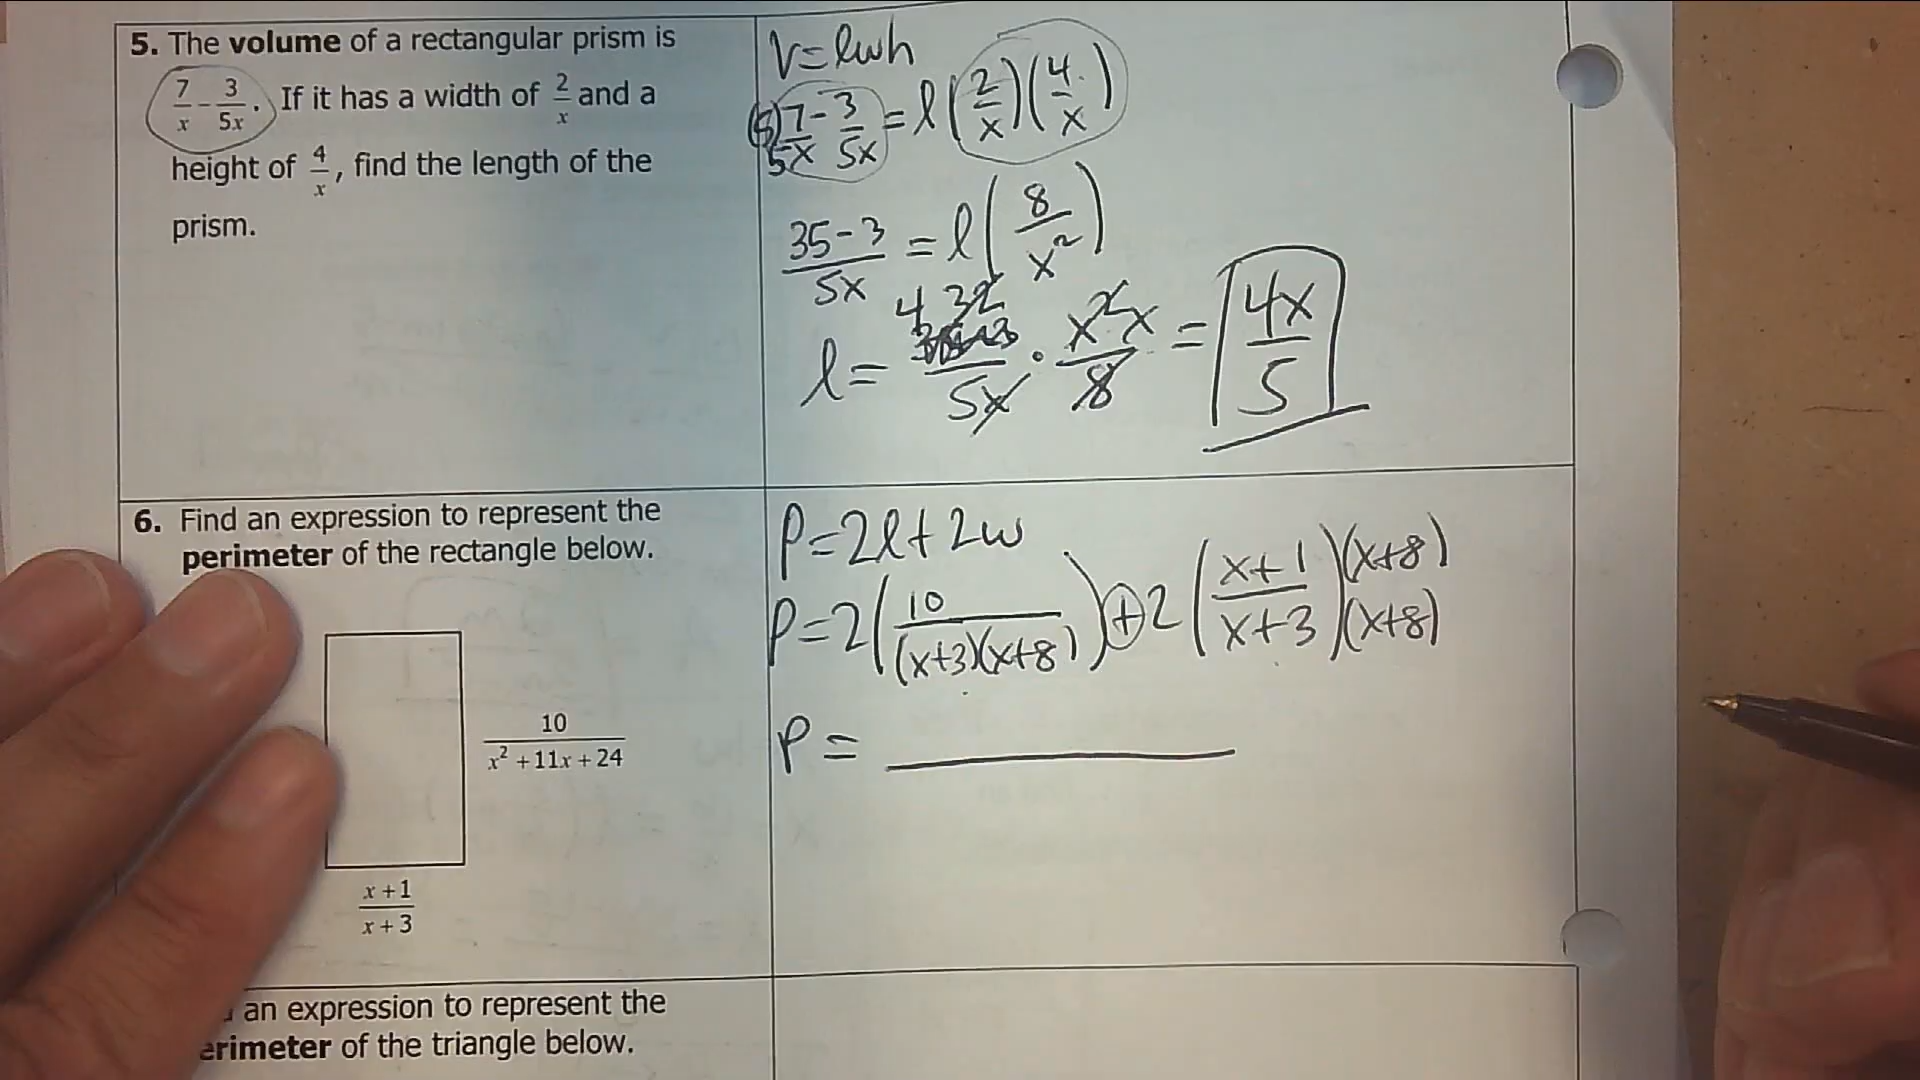 5. The volume of a rectangular prism is
7/x - 3/5x. If it has a width of 2/x and a
height of 4/x, find the length of the
prism.
V=lwh
(5)7/5x - 3/5x = l(2/x)(4/x)
35-3/5x = l(8/x²)
l = 4 32/5x · x² x/8 = 4x/5
6. Find an expression to represent the
perimeter of the rectangle below.
10/x² + 11x + 24
x + 1/x + 3
P=2l+2w
P=2(10/(x+3)(x+8))+2(x+1/x+3)(x+8)/(x+8)
P=
an expression to represent the
erimeter of the triangle below.